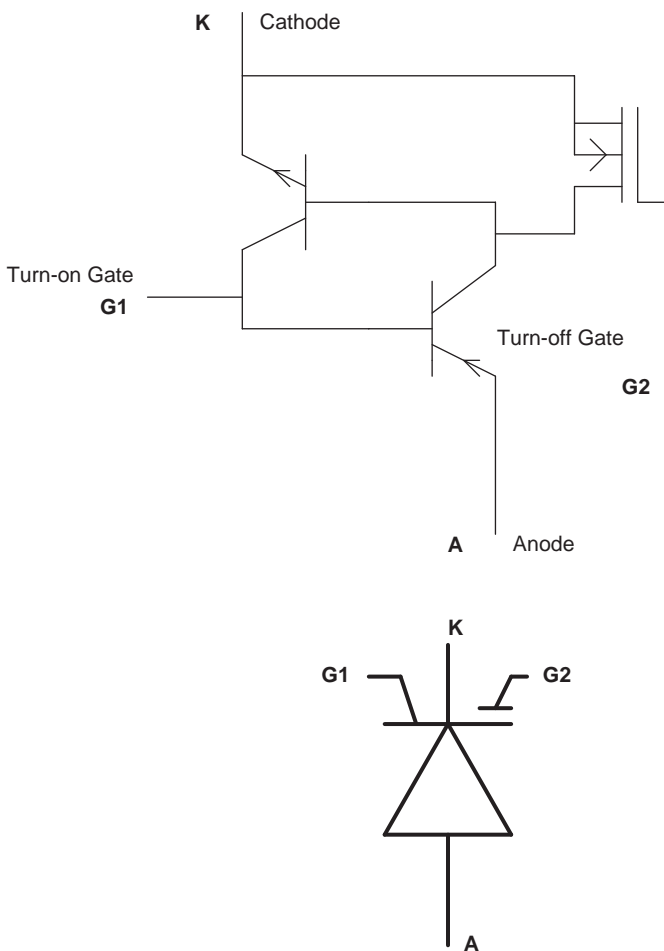 K Cathode
Turn-on Gate
G1
Turn-off Gate
G2
A Anode
K
G1 G2
A